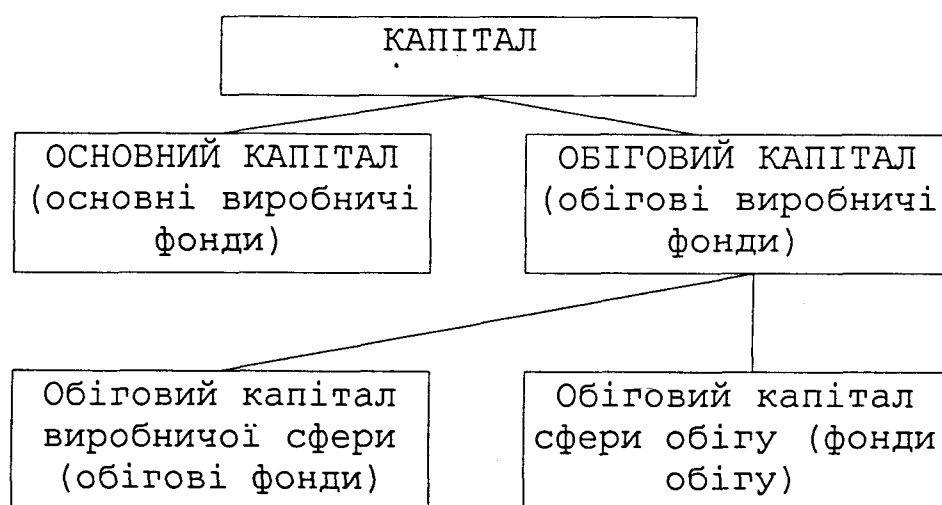 КАПІТАЛ
ОСНОВНИЙ КАПІТАЛ
(основні виробничі
фонди)
ОБІГОВИЙ КАПІТАЛ
(обігові виробничі
фонди)
Обіговий капітал
виробничої сфери
(обігові фонди)
Обіговий капітал
сфери обігу (фонди
обігу)